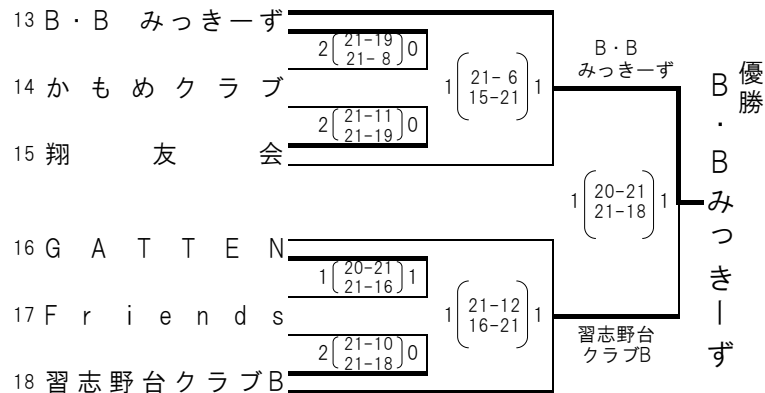 13 B・B みっきーず
2 (21-19 21-8) 0
14 かもめクラブ
2 (21-11 21-19) 0
15 翔友会
1 (21-6 15-21) 1
B・B
みっきーず
16 GATTEN
1 (20-21 21-16) 1
17 Friends
2 (21-10 21-18) 0
18 習志野台クラブB
1 (21-12 16-21) 1
習志野台
クラブB
1 (20-21 21-18) 1
優勝
B・Bみっきーず